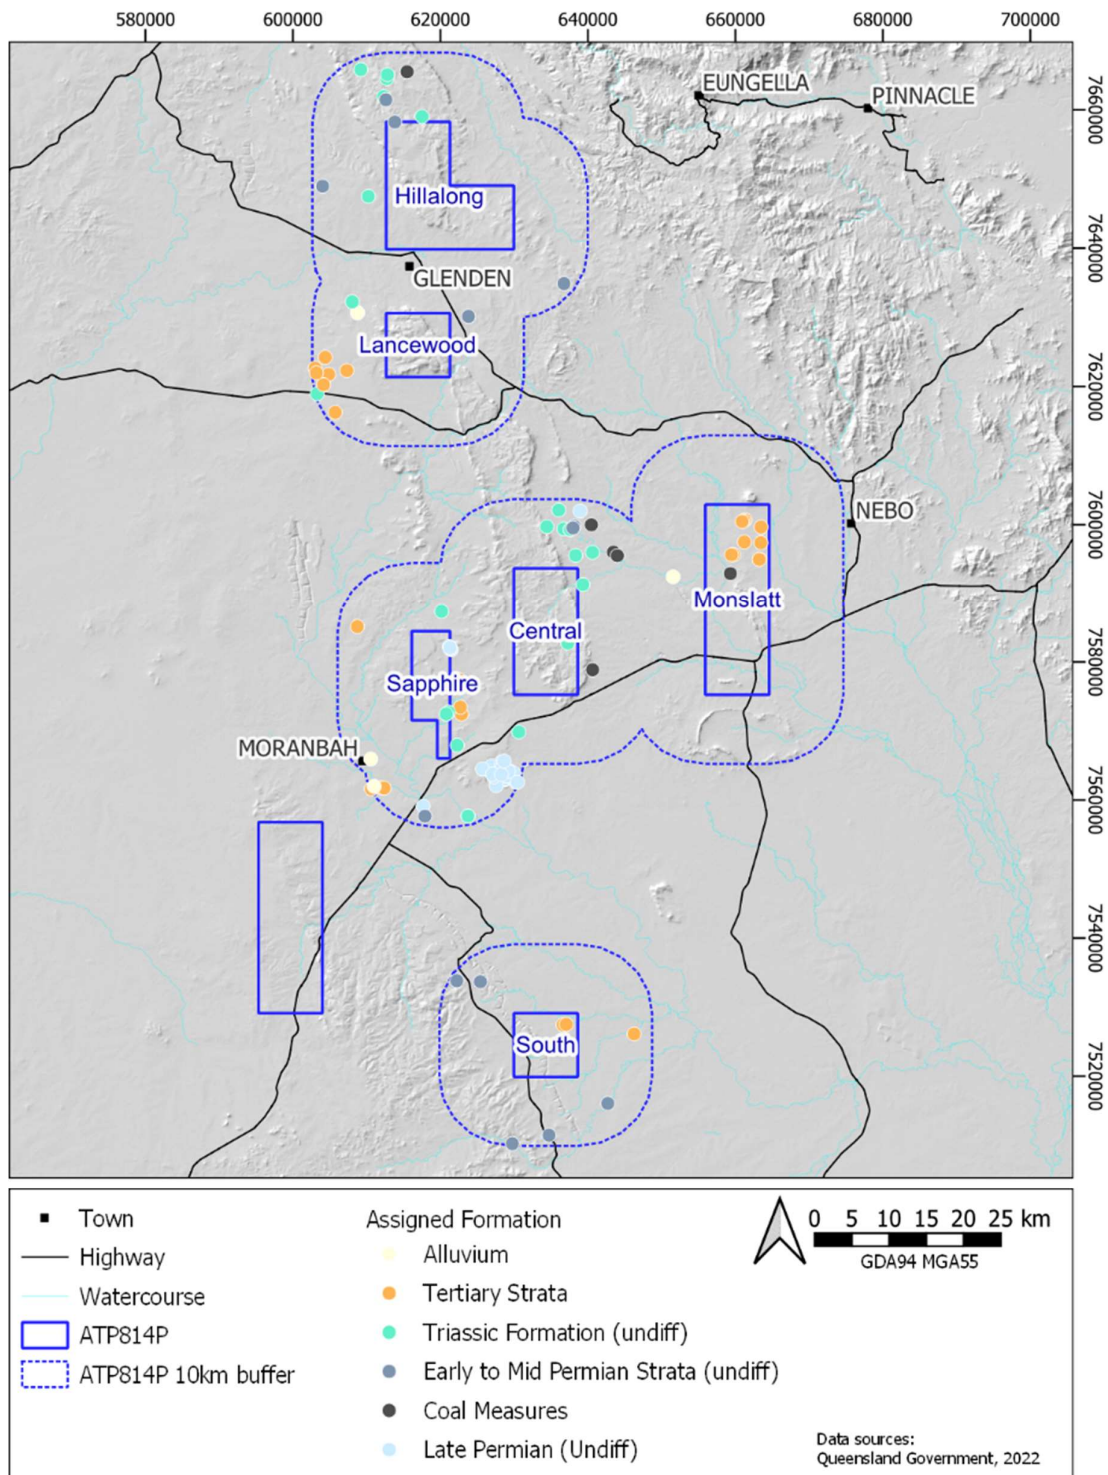 580000 600000 620000 640000 660000 680000 700000
EUNGELLA
PINNACLE
7660000
Hillalong
7640000
GLENDEN
Lancewood
7620000
NEBO
7600000
Monslatt
Central
7580000
Sapphire
MORANBAH
7560000
7540000
South
7520000
Town
Highway
Watercourse
ATP814P
ATP814P 10km buffer
Assigned Formation
Alluvium
Tertiary Strata
Triassic Formation (undiff)
Early to Mid Permian Strata (undiff)
Coal Measures
Late Permian (Undiff)
0 5 10 15 20 25 km
GDA94 MGA55
Data sources:
Queensland Government, 2022